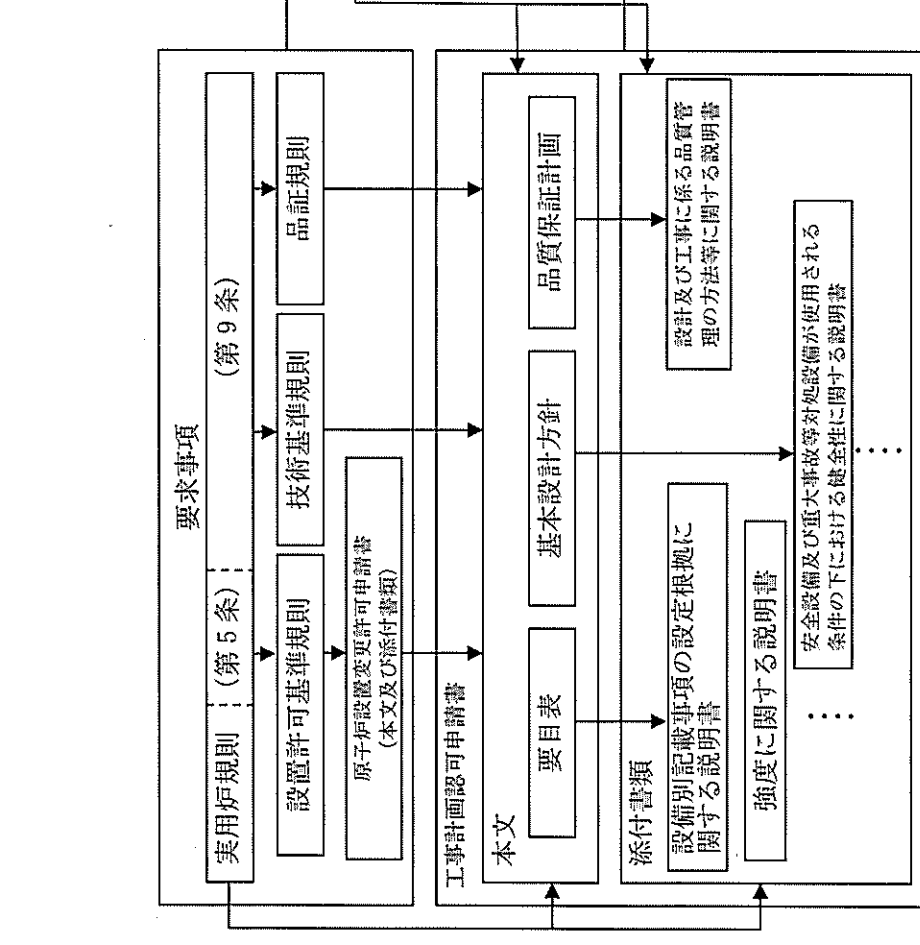 要求事項
実用炉規則
(第5条)
(第9条)
設置許可基準規則
技術基準規則
品証規則
原子炉設置変更許可申請書
(本文及び添付書類)
工事計画認可申請書
本文
要目表
基本設計方針
品質保証計画
添付書類
設備別記載事項の設定根拠に
関する説明書
強度に関する説明書
設計及び工事に係る品質管
理の方法等に関する説明書
安全設備及び重大事故等対処設備が使用される
条件の下における健全性に関する説明書